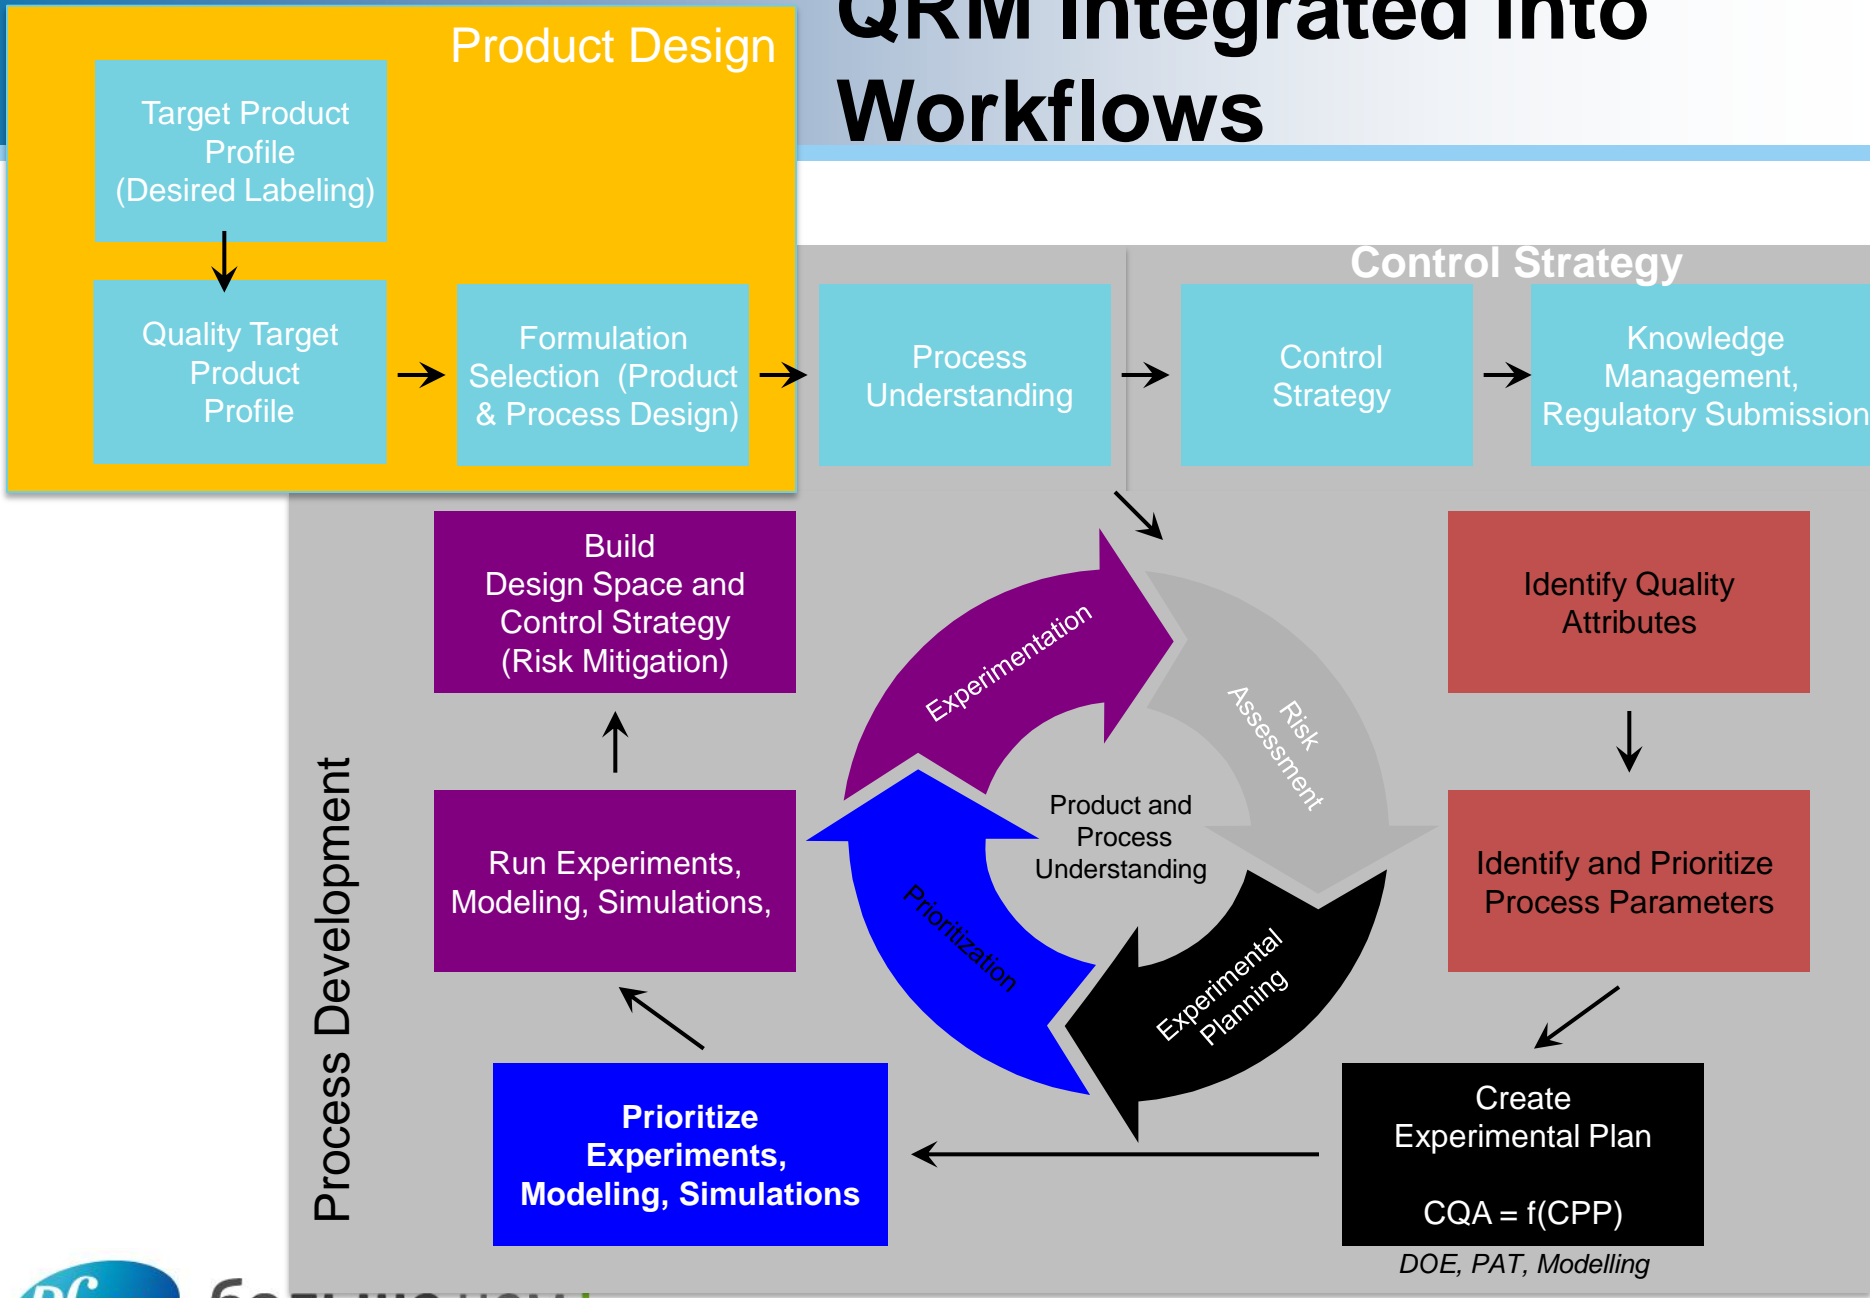 QRM Integrated into
Workflows
Product Design
Target Product
Profile
(Desired Labeling)
Quality Target
Product
Profile
Formulation
Selection (Product
& Process Design)
Process
Understanding
Control Strategy
Control
Strategy
Knowledge
Management,
Regulatory Submission
Process Development
Build
Design Space and
Control Strategy
(Risk Mitigation)
Run Experiments,
Modeling, Simulations,
Prioritize
Experiments,
Modeling, Simulations
Experimentation
Risk
Assessment
Product and
Process
Understanding
Prioritization
Experimental
Planning
Identify Quality
Attributes
Identify and Prioritize
Process Parameters
Create
Experimental Plan
CQA = f(CPP)
DOE, PAT, Modelling